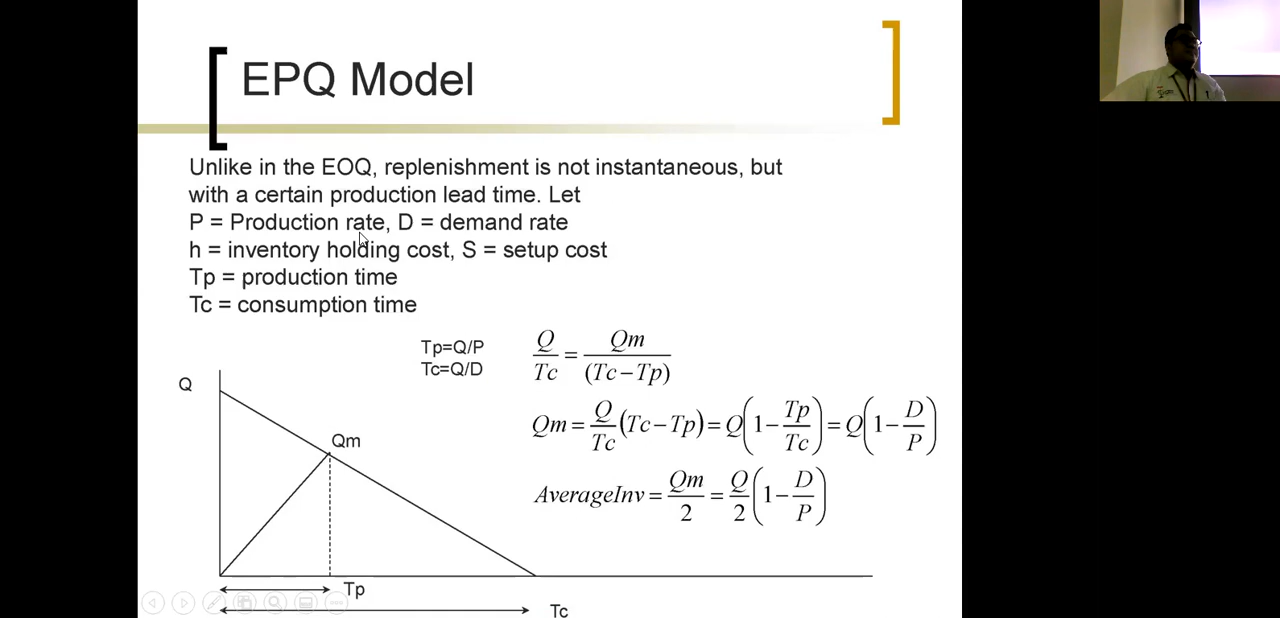 EPQ Model
Unlike in the EOQ, replenishment is not instantaneous, but
with a certain production lead time. Let
P = Production rate, D = demand rate
h = inventory holding cost, S = setup cost
Tp = production time
Tc = consumption time
Tp=Q/P
Tc=Q/D
Q/Tc = Qm/(Tc−Tp)
Qm = Q/Tc (Tc−Tp) = Q(1−Tp/Tc) = Q(1−D/P)
AverageInv = Qm/2 = Q/2 (1−D/P)
Q
Qm
Tp
Tc